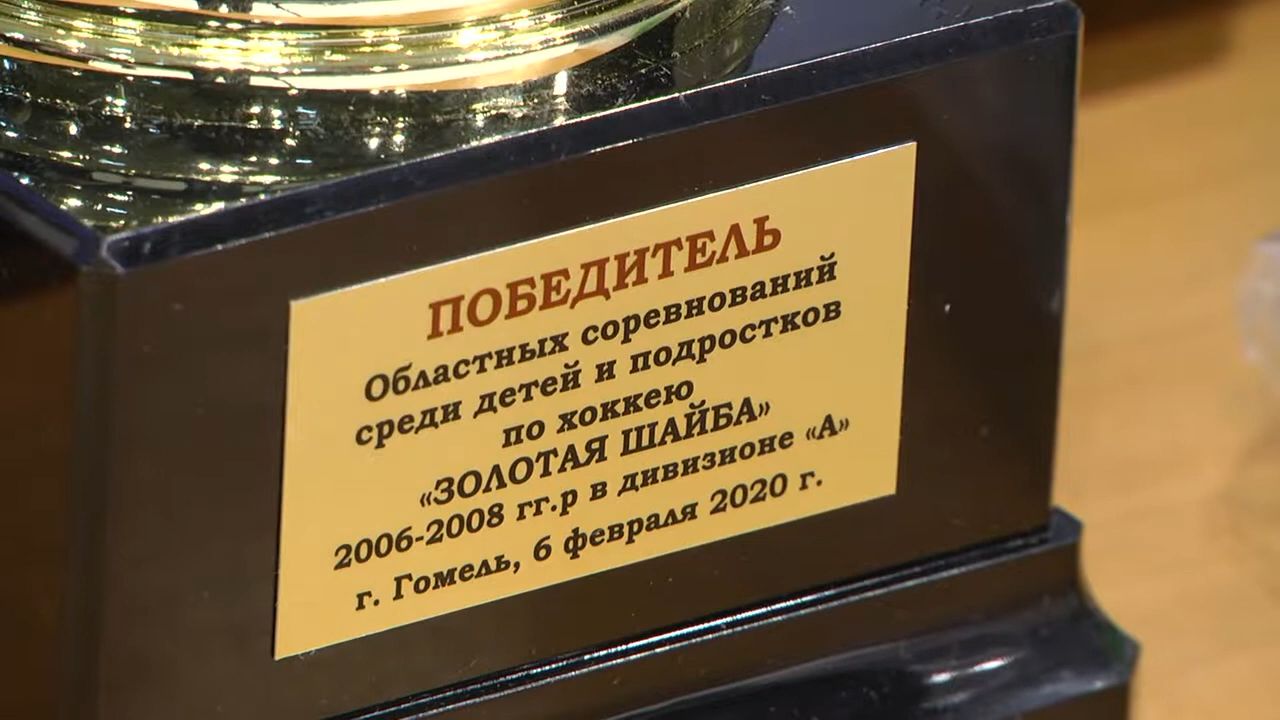 ПОБЕДИТЕЛЬ
Областных соревнований
среди детей и подростков
по хоккею
«ЗОЛОТАЯ ШАЙБА»
2006-2008 гг.р в дивизионе «А»
г. Гомель, 6 февраля 2020 г.